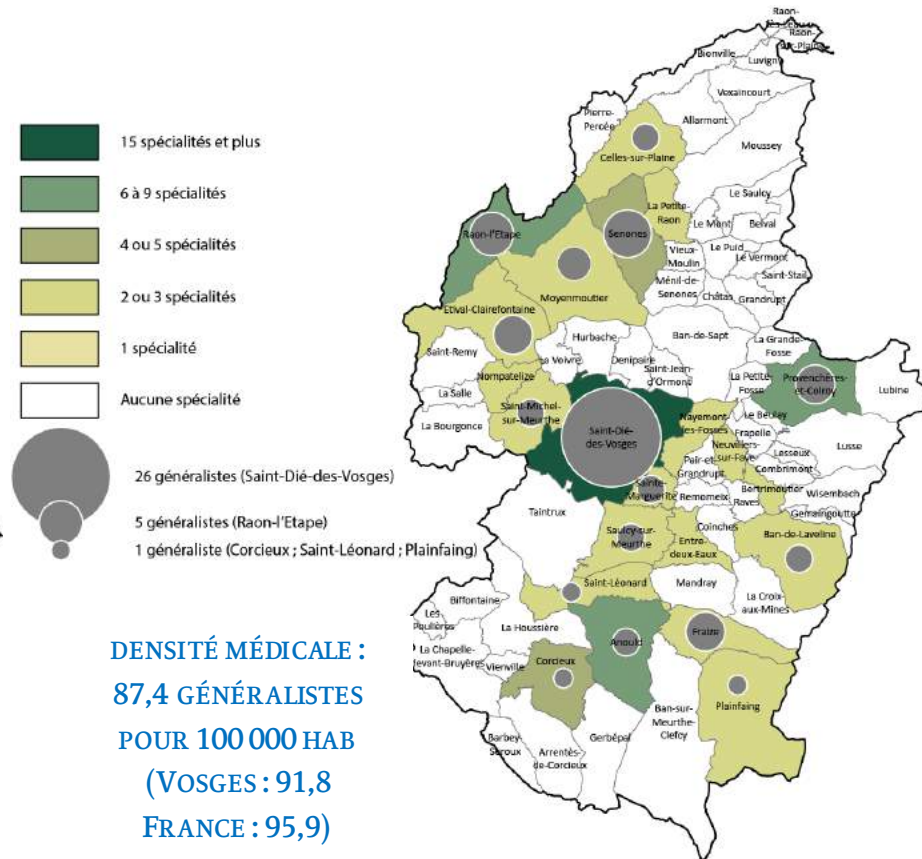 15 spécialités et plus
6 à 9 spécialités
4 ou 5 spécialités
2 ou 3 spécialités
1 spécialité
Aucune spécialité
26 généralistes (Saint-Dié-des-Vosges)
5 généralistes (Raon-l'Etape)
1 généraliste (Corcieux ; Saint-Léonard ; Plainfaing)
DENSITÉ MÉDICALE :
87,4 GÉNÉRALISTES
POUR 100 000 HAB
(VOSGES : 91,8
FRANCE : 95,9)
Raon-
lès-Leau
Raon-
sur-Plaine
Bionville
Luvigny
Vexaincourt
Pierre-
Percée
Allarmont
Moussey
Celles-sur-Plaine
Le Saulcy
La Petite-
Raon
Raon-l'Etape
Senones
Le Mont
Belval
Vieux-
Moulin
Le Puid
Le Vermont
Moyenmoutier
Ménil-de-
Senones
Saint-Stail
Châtas
Grandrupt
Etival-Clairefontaine
Hurbache
Ban-de-Sapt
La Grande-
Fosse
Saint-Remy
La Voivre
Denipaire
Saint-Jean-
d'Ormont
Nompatelize
La Petite-
Fosse
Provenchères-
et-Colroy
Lubine
La Salle
Saint-Michel-
sur-Meurthe
La Bourgonce
Saint-Dié-
des-Vosges
Nayemont-
les-Fosses
Le Beulay
Frapelle
Lusse
Neuvillers-
sur-Fave
Lesseux
Combrimont
Pair-et-
Grandrupt
Sainte-
Marguerite
Remomeix
Bertrimoutier
Raves
Wisembach
Gemaingoutte
Taintrux
Coinches
Saulcy-sur-
Meurthe
Entre-
deux-Eaux
Ban-de-Laveline
Saint-Léonard
Mandray
La Croix-
aux-Mines
Biffontaine
Les
Poulières
La Houssière
Anould
Fraize
La Chapelle-
devant-Bruyères
Vienville
Corcieux
Plainfaing
Ban-sur-
Meurthe-
Clefcy
Gerbépal
Barbey-
Seroux
Arrentès-
de-Corcieux